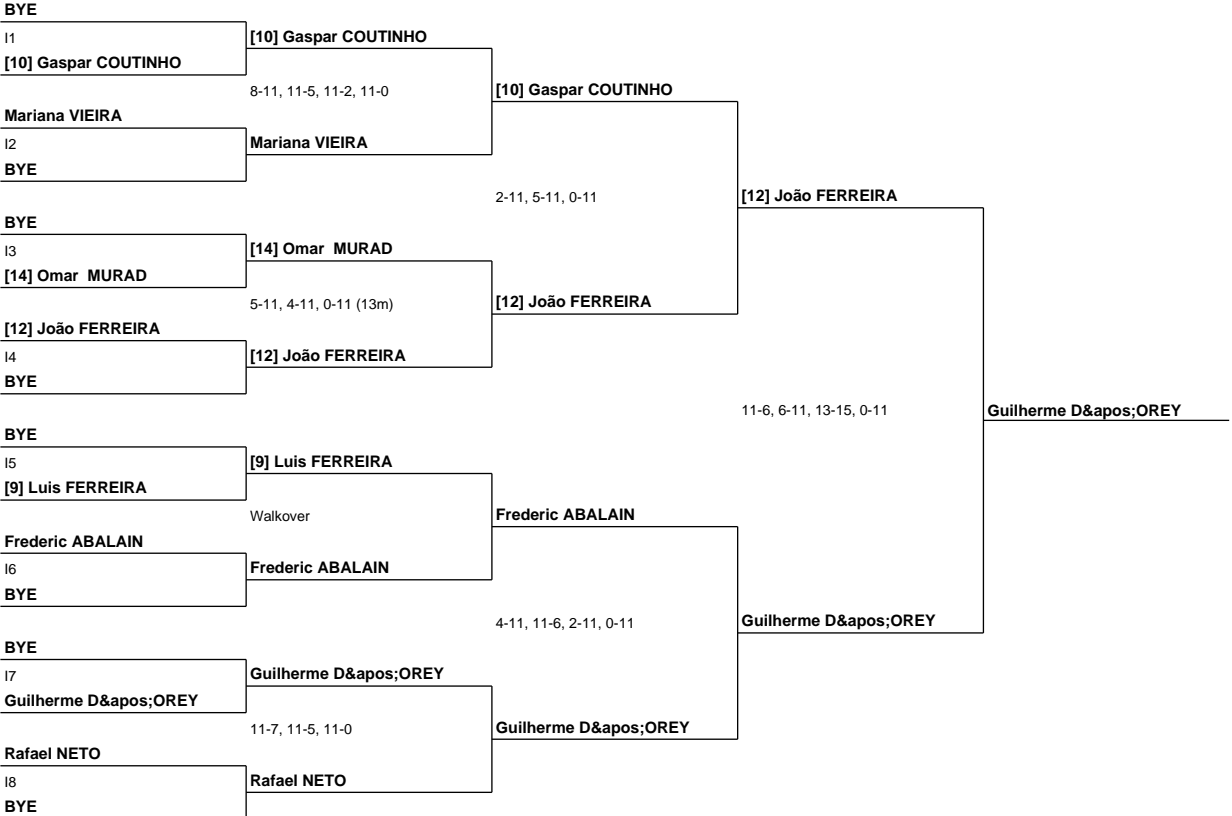 BYE
I1
[10] Gaspar COUTINHO
[10] Gaspar COUTINHO
8-11, 11-5, 11-2, 11-0
[10] Gaspar COUTINHO
Mariana VIEIRA
I2
Mariana VIEIRA
BYE
2-11, 5-11, 0-11
[12] João FERREIRA
BYE
I3
[14] Omar  MURAD
[14] Omar  MURAD
5-11, 4-11, 0-11 (13m)
[12] João FERREIRA
[12] João FERREIRA
I4
[12] João FERREIRA
BYE
11-6, 6-11, 13-15, 0-11
Guilherme D&apos;OREY
BYE
I5
[9] Luis FERREIRA
[9] Luis FERREIRA
Walkover
Frederic ABALAIN
Frederic ABALAIN
I6
Frederic ABALAIN
BYE
4-11, 11-6, 2-11, 0-11
Guilherme D&apos;OREY
BYE
I7
Guilherme D&apos;OREY
Guilherme D&apos;OREY
11-7, 11-5, 11-0
Guilherme D&apos;OREY
Rafael NETO
I8
Rafael NETO
BYE